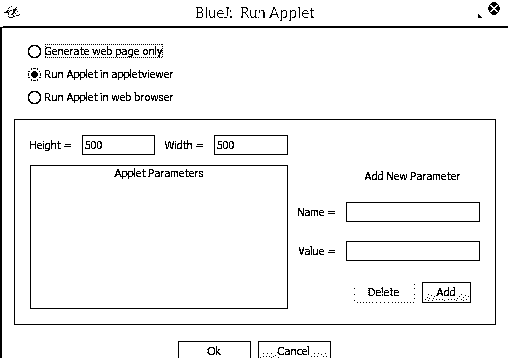 BlueJ: Run Applet
Generate web page only
Run Applet in appletviewer
Run Applet in web browser
Height = 500 Width = 500
Applet Parameters
Add New Parameter
Name =
Value =
Delete Add
Ok Cancel